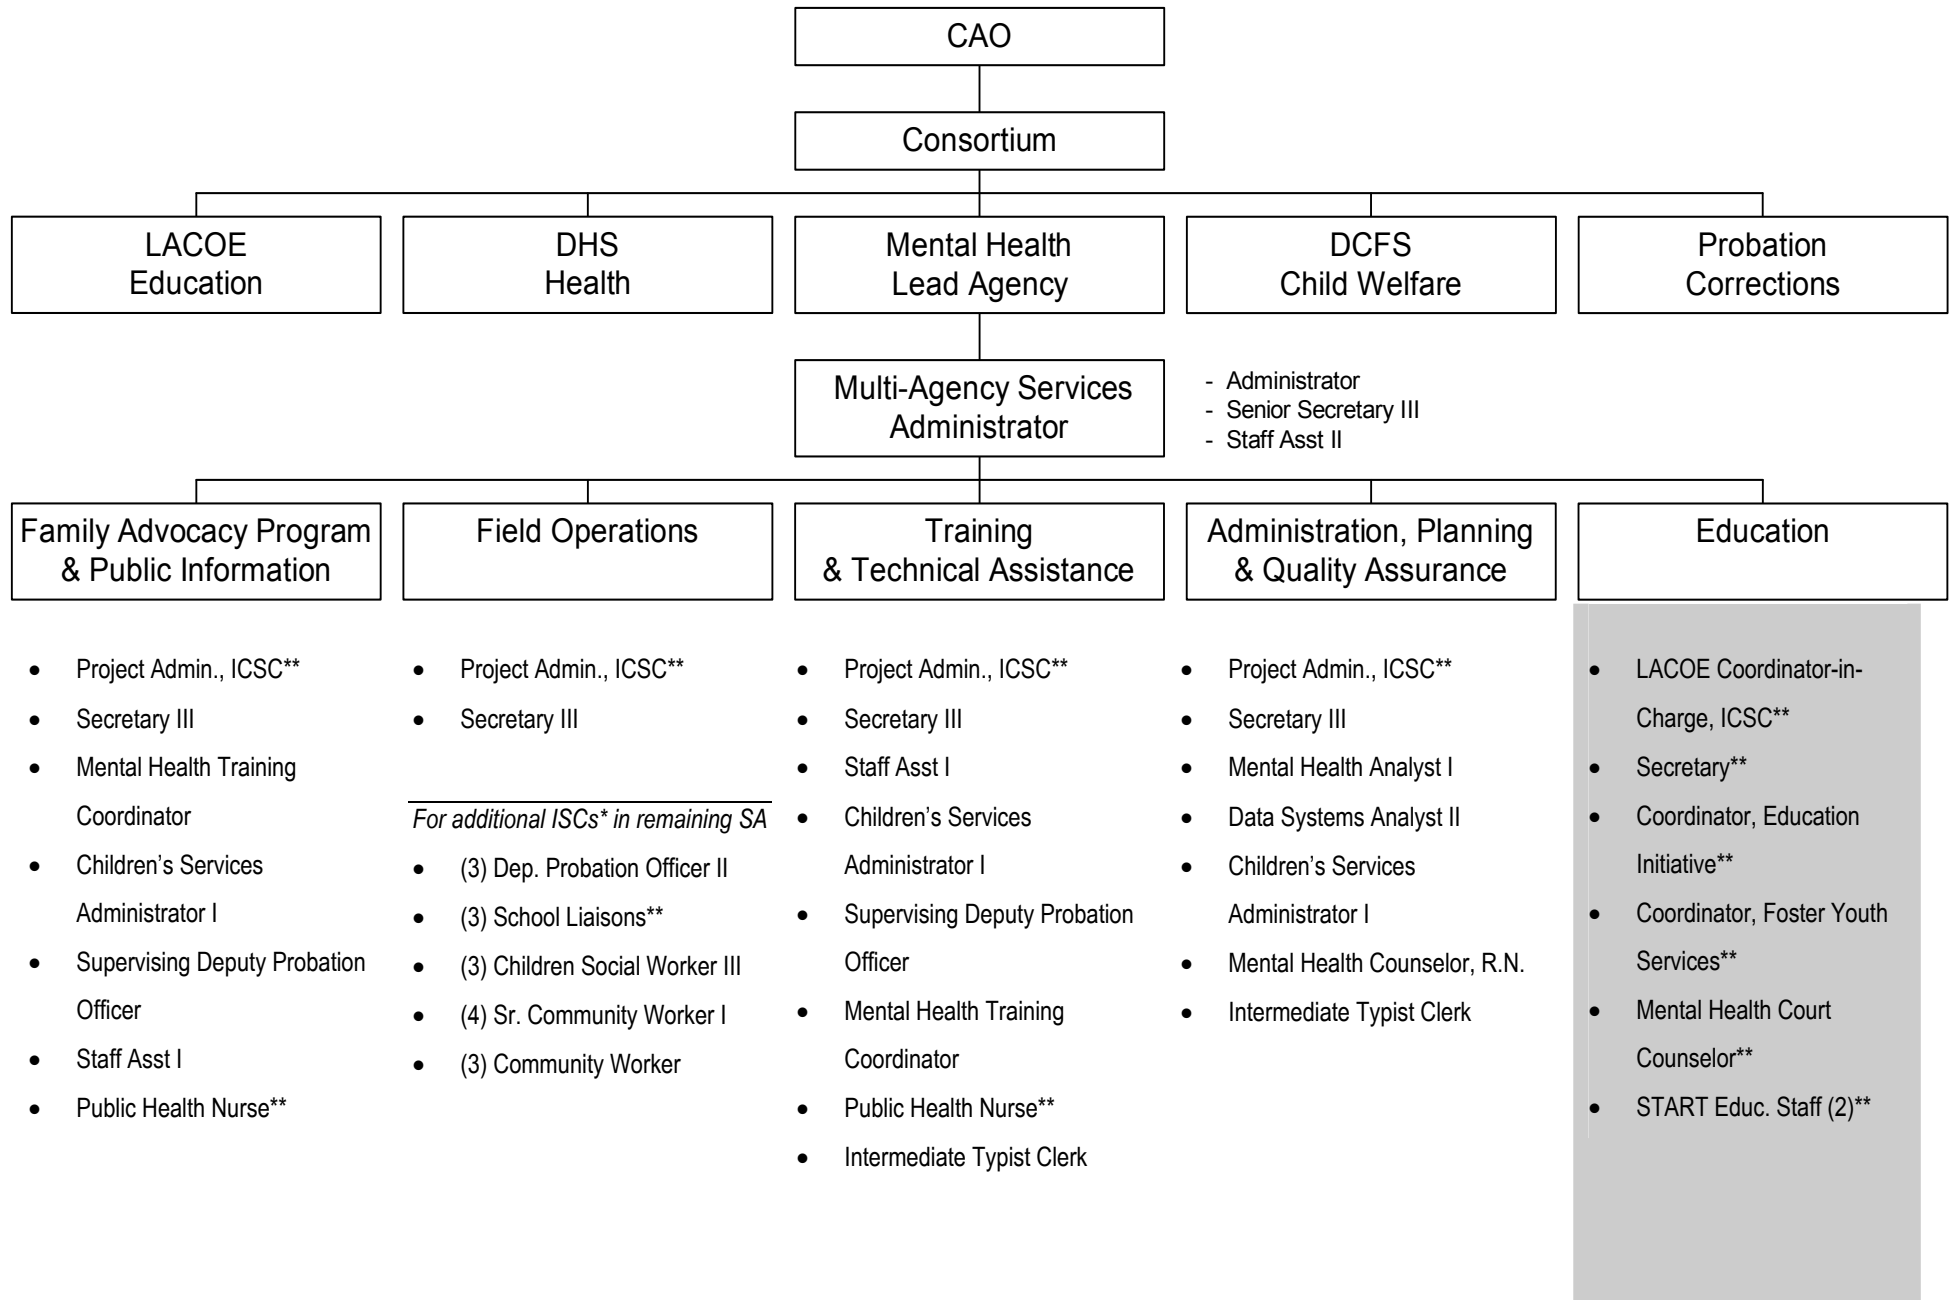 CAO
Consortium
LACOE
Education
DHS
Health
Mental Health
Lead Agency
DCFS
Child Welfare
Probation
Corrections
Multi-Agency Services
Administrator
- Administrator
- Senior Secretary III
- Staff Asst II
Family Advocacy Program
& Public Information
Field Operations
Training
& Technical Assistance
Administration, Planning
& Quality Assurance
Education
• Project Admin., ICSC**
• Secretary III
• Mental Health Training
Coordinator
• Children's Services
Administrator I
• Supervising Deputy Probation
Officer
• Staff Asst I
• Public Health Nurse**
• Project Admin., ICSC**
• Secretary III
For additional ISCs* in remaining SA
• (3) Dep. Probation Officer II
• (3) School Liaisons**
• (3) Children Social Worker III
• (4) Sr. Community Worker I
• (3) Community Worker
• Project Admin., ICSC**
• Secretary III
• Staff Asst I
• Children's Services
Administrator I
• Supervising Deputy Probation
Officer
• Mental Health Training
Coordinator
• Public Health Nurse**
• Intermediate Typist Clerk
• Project Admin., ICSC**
• Secretary III
• Mental Health Analyst I
• Data Systems Analyst II
• Children's Services
Administrator I
• Mental Health Counselor, R.N.
• Intermediate Typist Clerk
• LACOE Coordinator-in-
Charge, ICSC**
• Secretary**
• Coordinator, Education
Initiative**
• Coordinator, Foster Youth
Services**
• Mental Health Court
Counselor**
• START Educ. Staff (2)**